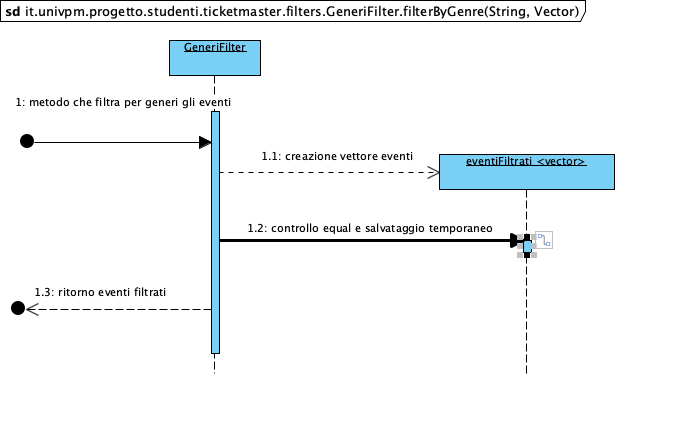 sd it.univpm.progetto.studenti.ticketmaster.filters.GeneriFilter.filterByGenre(String, Vector)
GeneriFilter
1: metodo che filtra per generi gli eventi
1.1: creazione vettore eventi
eventiFiltrati <vector>
1.2: controllo equal e salvataggio temporaneo
1.3: ritorno eventi filtrati